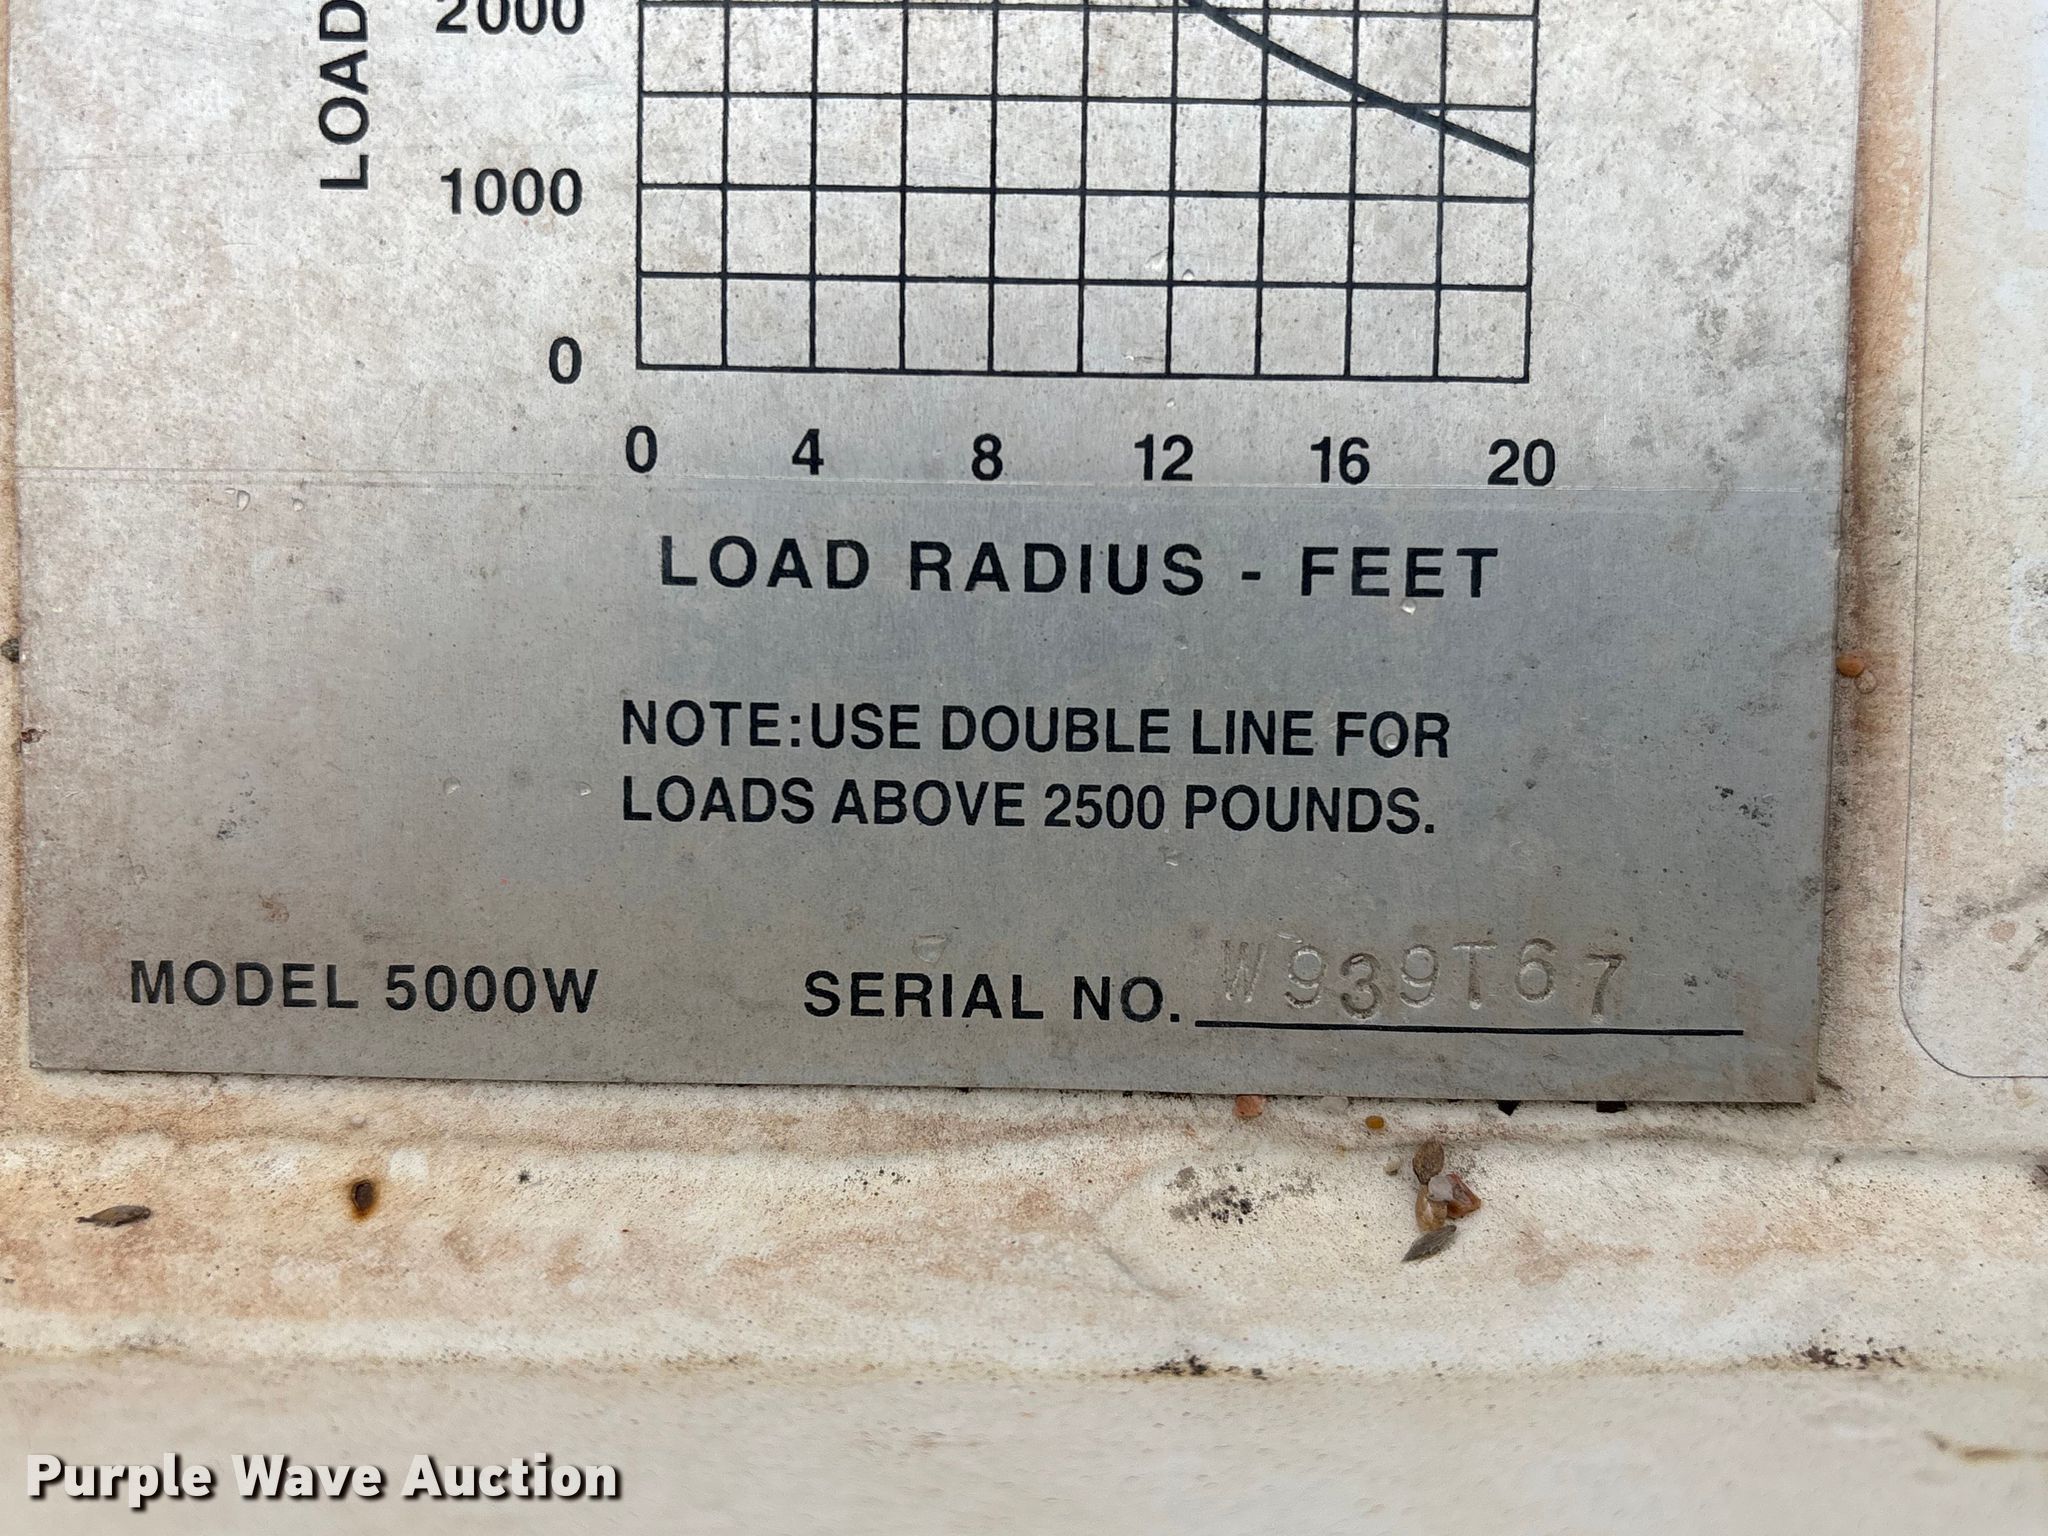 LOAD
2000
1000
0
0 4 8 12 16 20
LOAD RADIUS - FEET
NOTE:USE DOUBLE LINE FOR
LOADS ABOVE 2500 POUNDS.
MODEL 5000W SERIAL NO. W939T67
Purple Wave Auction